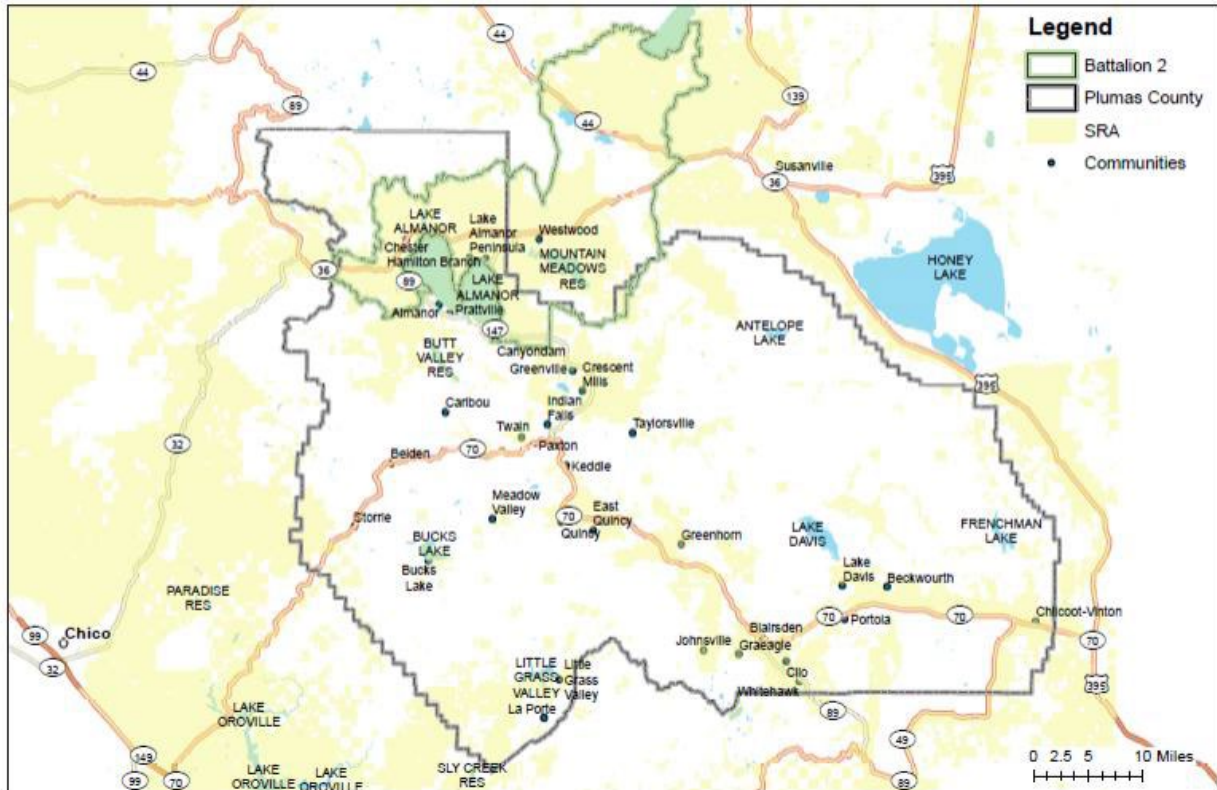 Legend
Battalion 2
Plumas County
SRA
Communities
44
44
89
139
44
395
Susanville
36
LAKE
ALMANOR
Lake
Almanor
Peninsula
Westwood
Chester
Hamilton Branch
MOUNTAIN
MEADOWS
RES
HONEY
LAKE
36
89
LAKE
ALMANOR
Prattville
Almanor
147
ANTELOPE
LAKE
BUTT
VALLEY
RES
Canyondam
Greenville
Crescent
Mills
395
Caribou
Indian
Falls
Twain
Taylorsville
32
70
Paxton
Belden
Keddie
Meadow
Valley
70
East
Quincy
Quincy
Storrie
Greenhorn
LAKE
DAVIS
FRENCHMAN
LAKE
BUCKS
LAKE
Bucks
Lake
Lake
Davis
Beckwourth
PARADISE
RES
70
Portola
70
Chilcoot-Vinton
99
Chico
Blairsden
70
32
Johnsville
Graeagle
Clio
LITTLE
GRASS
VALLEY
Little
Grass
Valley
Whitehawk
395
La Porte
89
LAKE
OROVILLE
49
149
99
70
LAKE
OROVILLE
LAKE
OROVILLE
SLY CREEK
RES
89
0 2.5 5 10 Miles